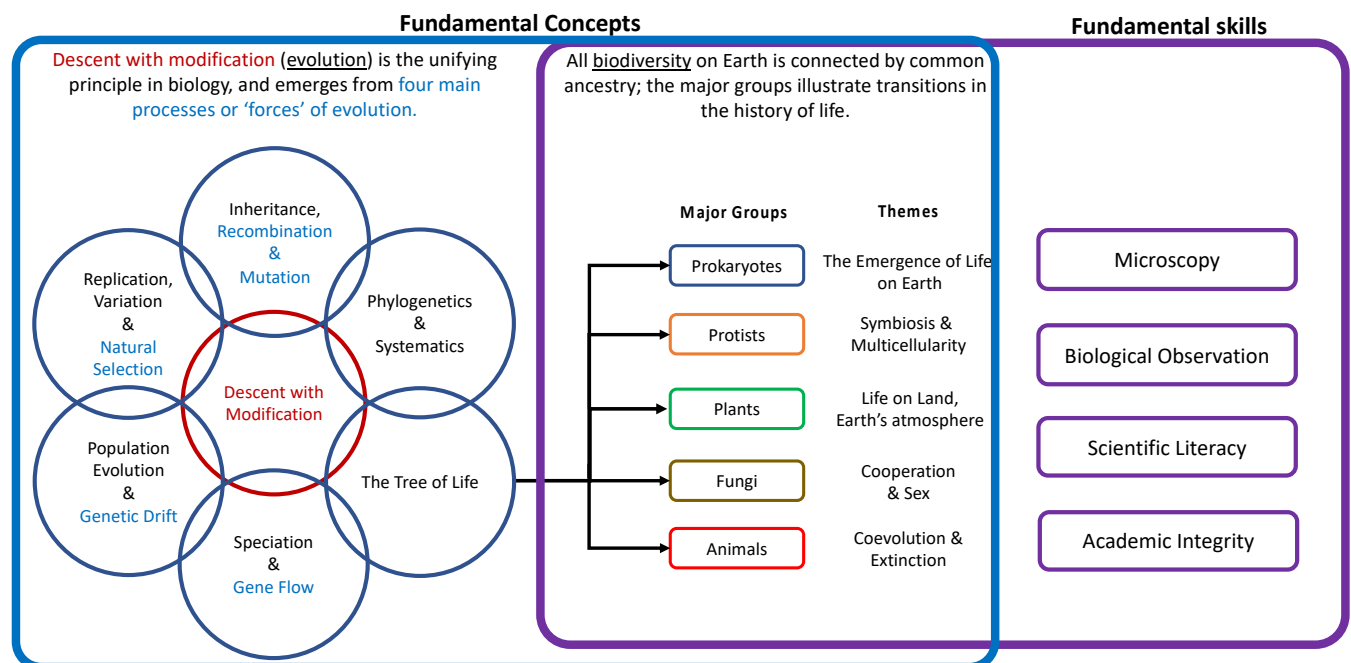 Fundamental Concepts
Fundamental skills
Descent with modification (evolution) is the unifying
principle in biology, and emerges from four main
processes or ‘forces’ of evolution.
All biodiversity on Earth is connected by common
ancestry; the major groups illustrate transitions in
the history of life.
Inheritance,
Recombination
&
Mutation
Replication,
Variation
&
Natural
Selection
Phylogenetics
&
Systematics
Descent with
Modification
Population
Evolution
&
Genetic Drift
The Tree of Life
Speciation
&
Gene Flow
Major Groups
Themes
Prokaryotes
The Emergence of Life
on Earth
Protists
Symbiosis &
Multicellularity
Plants
Life on Land,
Earth’s atmosphere
Fungi
Cooperation
& Sex
Animals
Coevolution &
Extinction
Microscopy
Biological Observation
Scientific Literacy
Academic Integrity